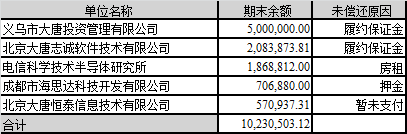 单位名称 期末余额 未偿还原因
义乌市大唐投资管理有限公司 5,000,000.00 履约保证金
北京大唐志诚软件技术有限公司 2,083,873.81 履约保证金
电信科学技术半导体研究所 1,868,812.00 房租
成都市海思达科技开发有限公司 706,880.00 押金
北京大唐恒泰信息技术有限公司 570,937.31 暂未支付
合计 10,230,503.12